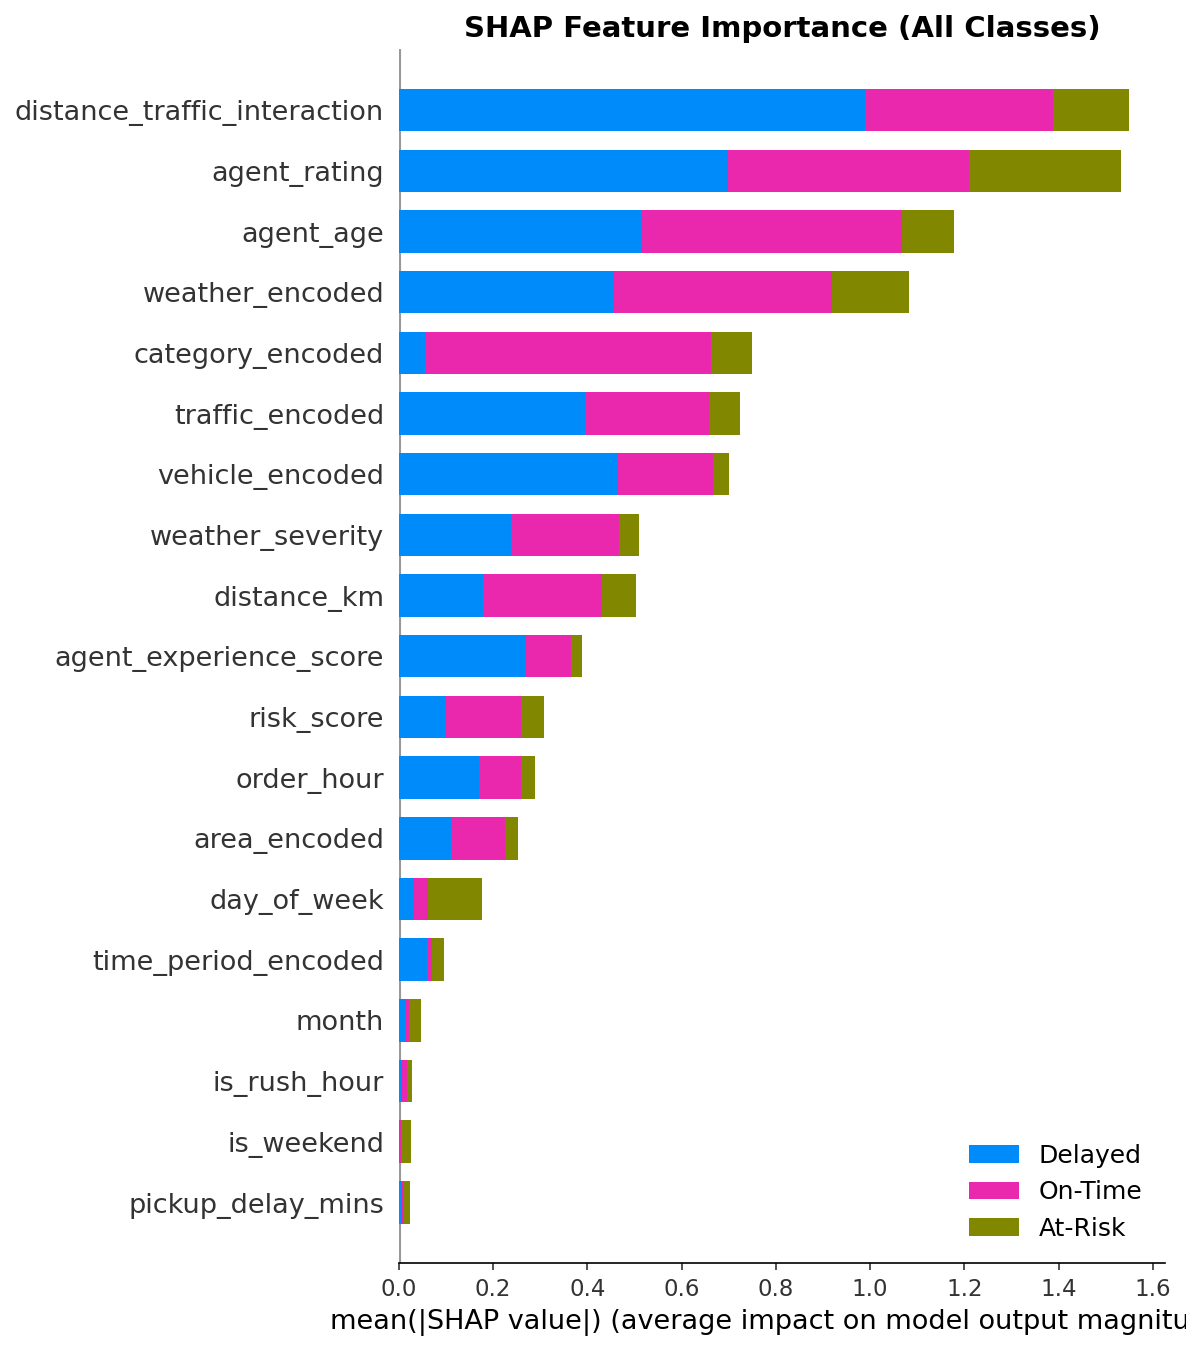 SHAP Feature Importance (All Classes)
distance_traffic_interaction
agent_rating
agent_age
weather_encoded
category_encoded
traffic_encoded
vehicle_encoded
weather_severity
distance_km
agent_experience_score
risk_score
order_hour
area_encoded
day_of_week
time_period_encoded
month
is_rush_hour
is_weekend
pickup_delay_mins
Delayed
On-Time
At-Risk
0.0 0.2 0.4 0.6 0.8 1.0 1.2 1.4 1.6
mean(|SHAP value|) (average impact on model output magnitu